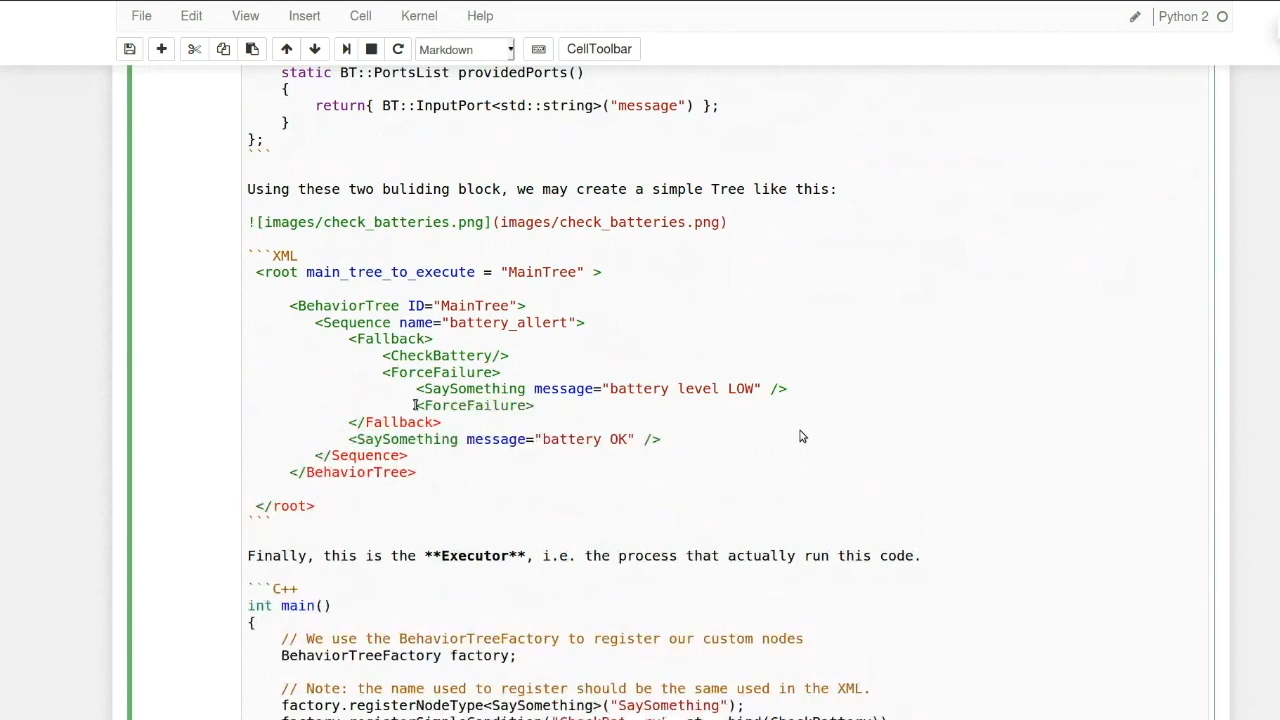 File Edit View Insert Cell Kernel Help Python 2
Markdown CellToolbar
static BT::PortsList providedPorts()
{
return{ BT::InputPort<std::string>("message") };
}
};
```
Using these two buliding block, we may create a simple Tree like this:
![images/check_batteries.png](images/check_batteries.png)
```XML
<root main_tree_to_execute = "MainTree" >
<BehaviorTree ID="MainTree">
<Sequence name="battery_allert">
<Fallback>
<CheckBattery/>
<ForceFailure>
<SaySomething message="battery level LOW" />
<ForceFailure>
</Fallback>
<SaySomething message="battery OK" />
</Sequence>
</BehaviorTree>
</root>
```
Finally, this is the **Executor**, i.e. the process that actually run this code.
```C++
int main()
{
// We use the BehaviorTreeFactory to register our custom nodes
BehaviorTreeFactory factory;
// Note: the name used to register should be the same used in the XML.
factory.registerNodeType<SaySomething>("SaySomething");